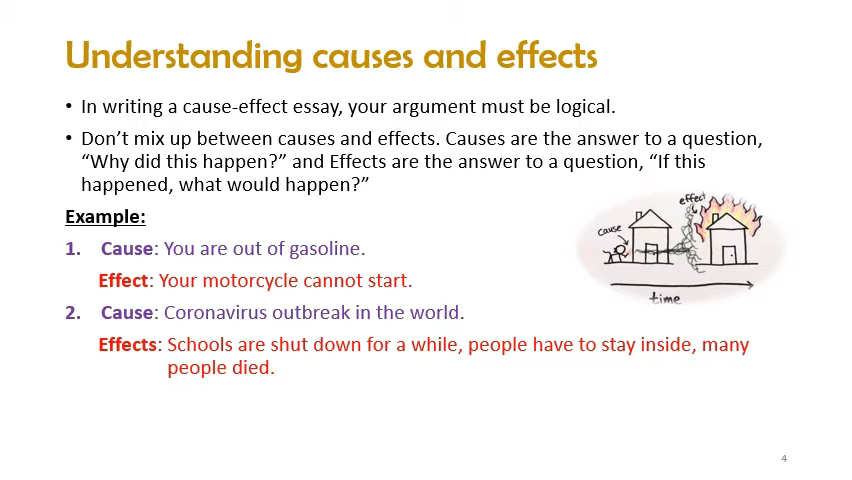 Understanding causes and effects
• In writing a cause-effect essay, your argument must be logical.
• Don’t mix up between causes and effects. Causes are the answer to a question,
“Why did this happen?” and Effects are the answer to a question, “If this
happened, what would happen?”
Example:
1. Cause: You are out of gasoline.
Effect: Your motorcycle cannot start.
2. Cause: Coronavirus outbreak in the world.
Effects: Schools are shut down for a while, people have to stay inside, many
people died.
cause
effect
time
4